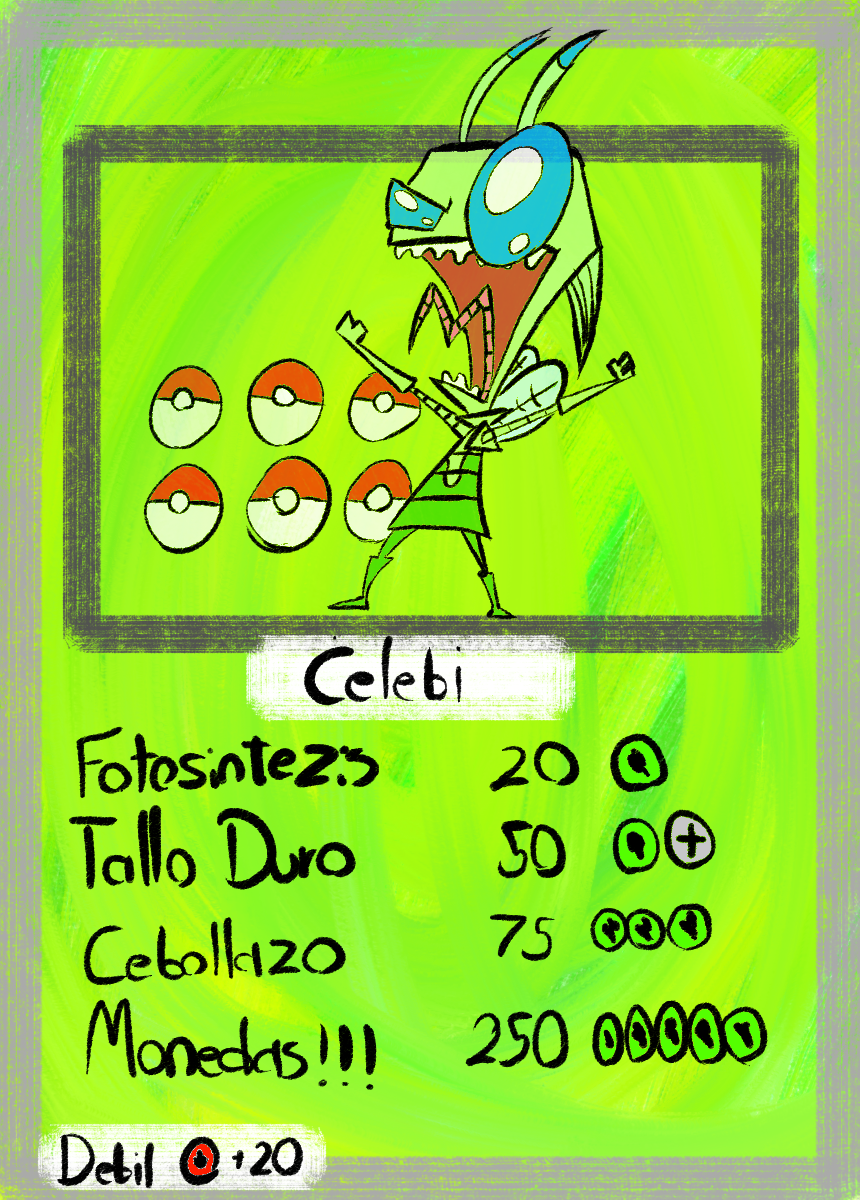 Celebi
Fotosintezis 20
Tallo Duro 50 +
Cebollazo 75
Monedas!!! 250
Debil +20